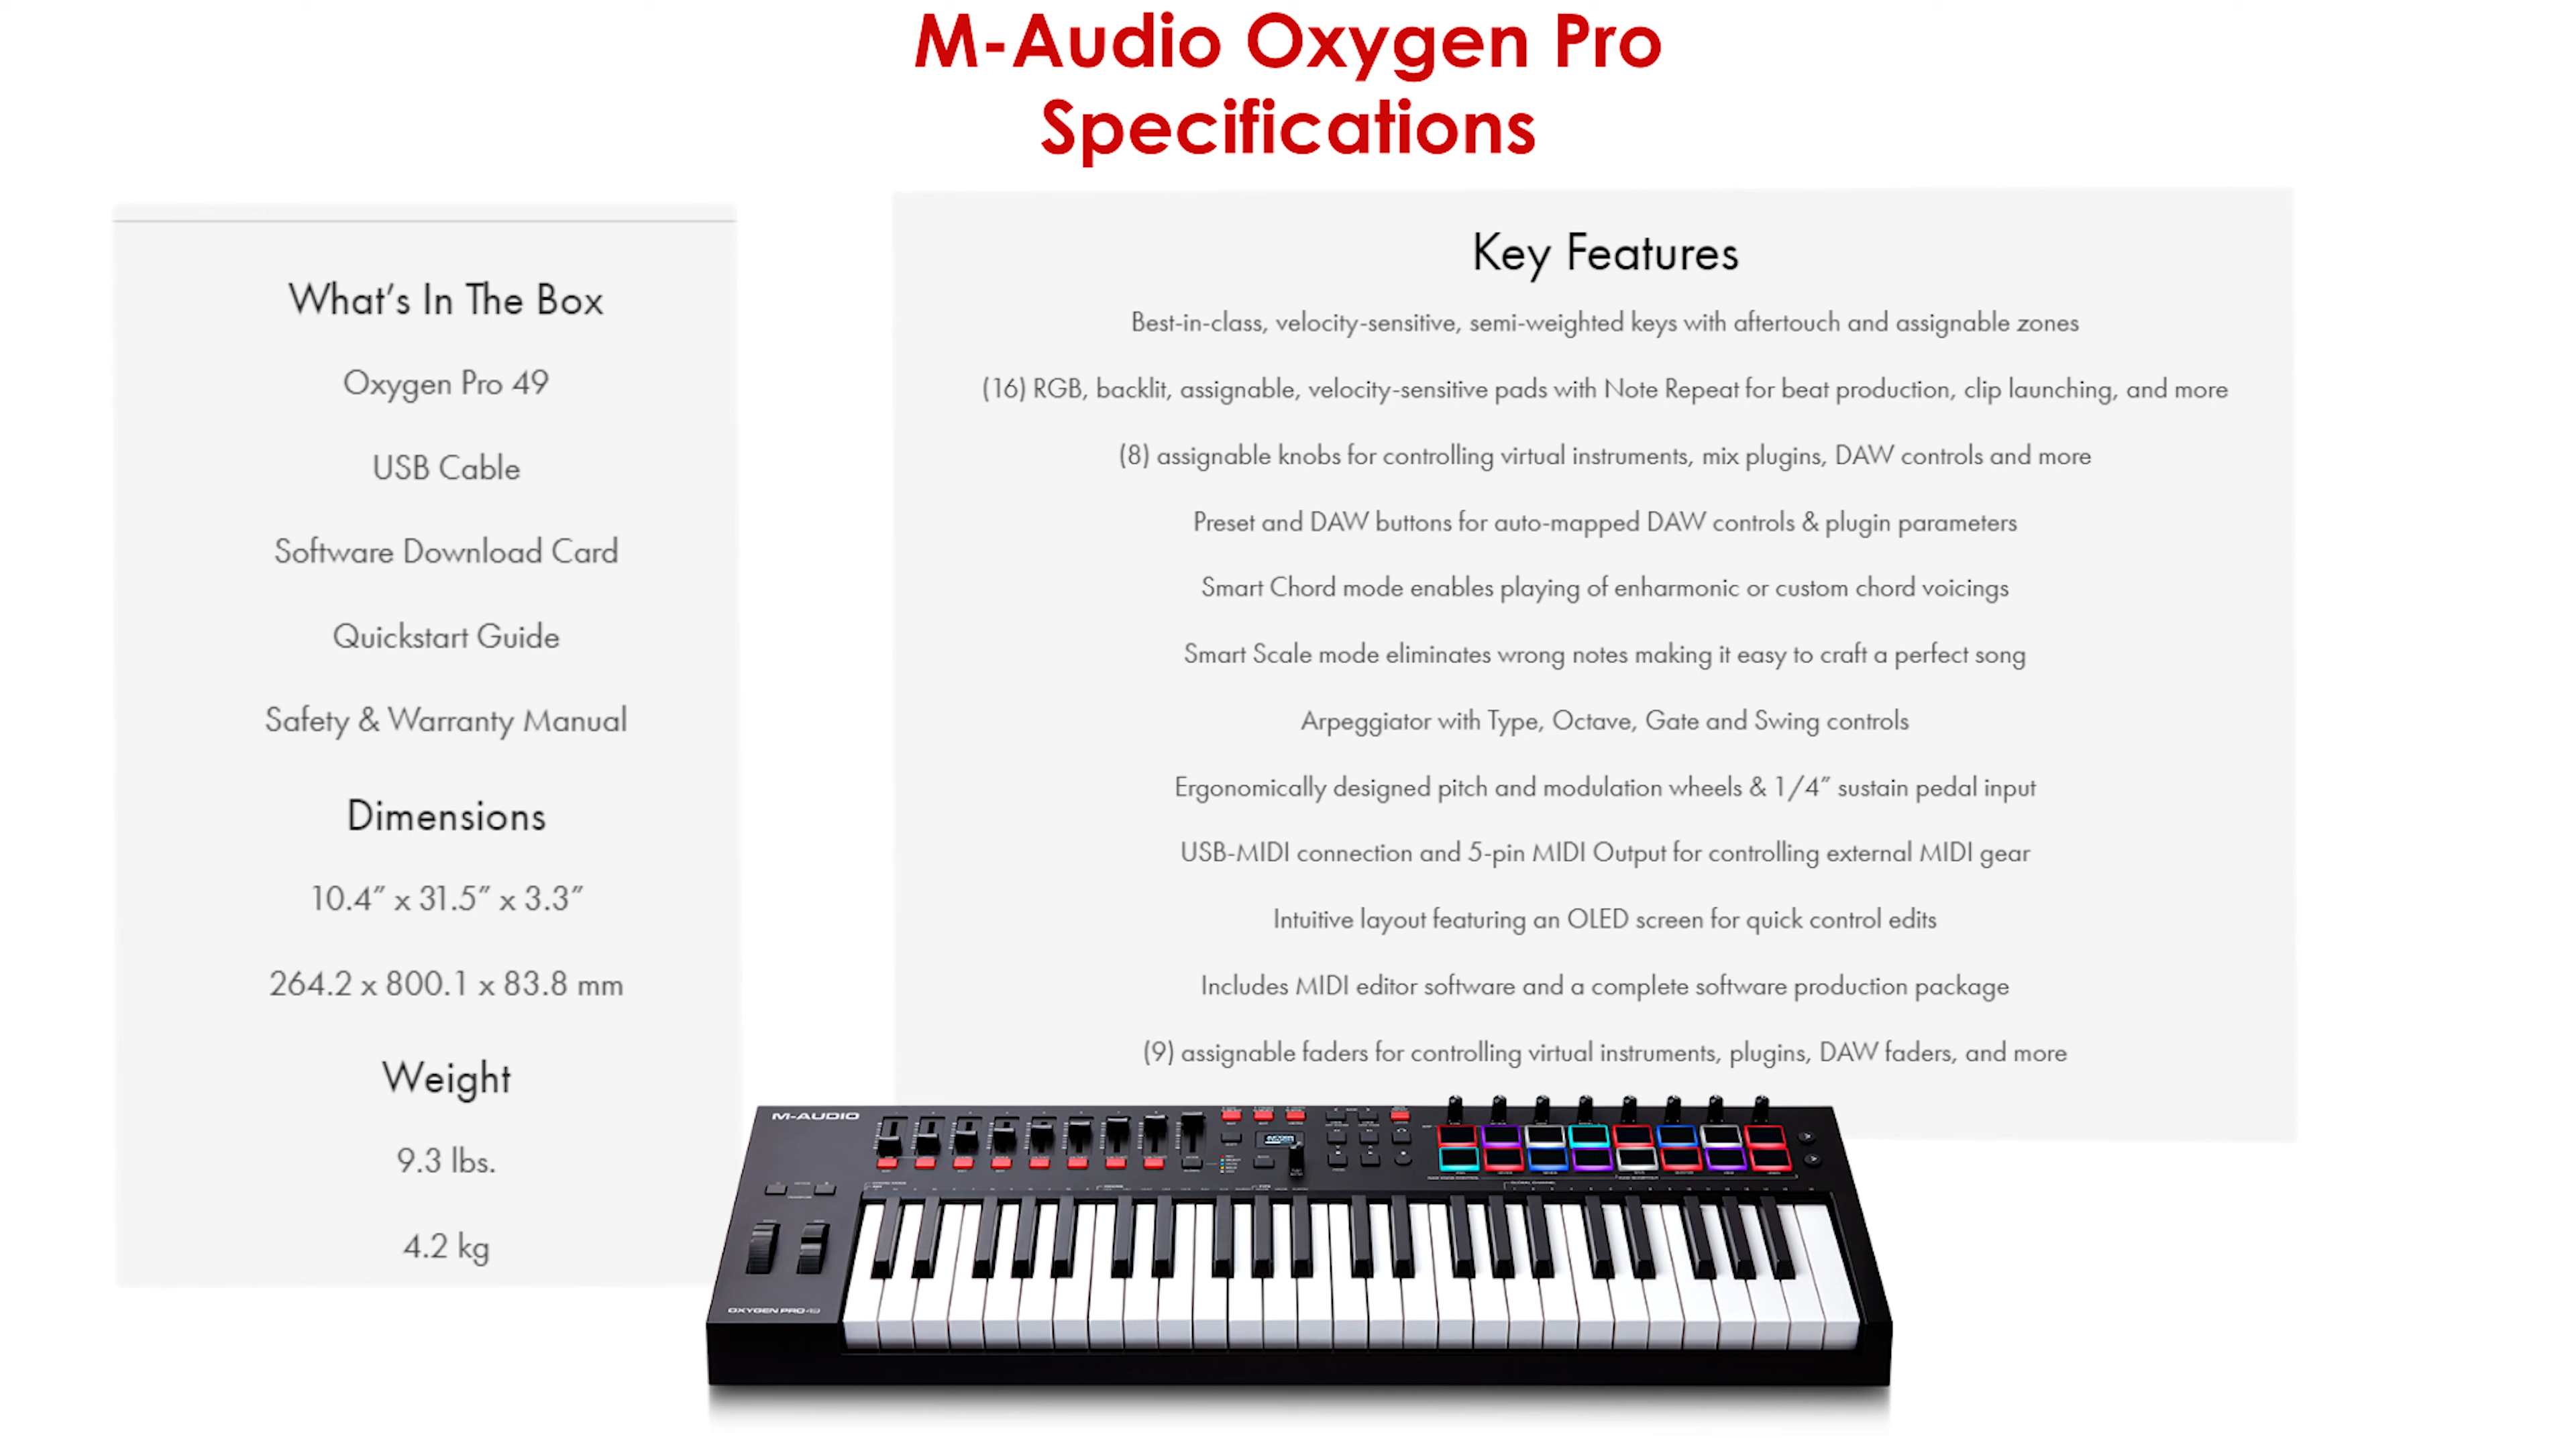 M-Audio Oxygen Pro
Specifications
What's In The Box
Oxygen Pro 49
USB Cable
Software Download Card
Quickstart Guide
Safety & Warranty Manual
Dimensions
10.4" x 31.5" x 3.3"
264.2 x 800.1 x 83.8 mm
Weight
9.3 lbs.
4.2 kg
Key Features
Best-in-class, velocity-sensitive, semi-weighted keys with aftertouch and assignable zones
(16) RGB, backlit, assignable, velocity-sensitive pads with Note Repeat for beat production, clip launching, and more
(8) assignable knobs for controlling virtual instruments, mix plugins, DAW controls and more
Preset and DAW buttons for auto-mapped DAW controls & plugin parameters
Smart Chord mode enables playing of enharmonic or custom chord voicings
Smart Scale mode eliminates wrong notes making it easy to craft a perfect song
Arpeggiator with Type, Octave, Gate and Swing controls
Ergonomically designed pitch and modulation wheels & 1/4" sustain pedal input
USB-MIDI connection and 5-pin MIDI Output for controlling external MIDI gear
Intuitive layout featuring an OLED screen for quick control edits
Includes MIDI editor software and a complete software production package
(9) assignable faders for controlling virtual instruments, plugins, DAW faders, and more
M-AUDIO
OXYGEN PRO 49